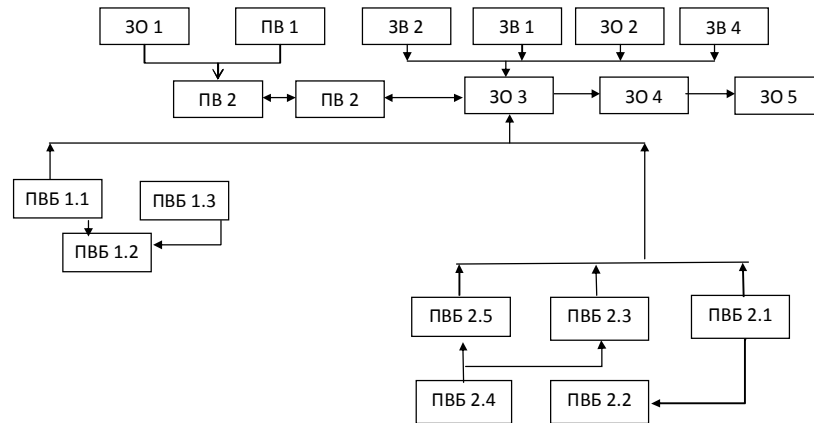 ЗО 1
ПВ 1
ЗВ 2
ЗВ 1
ЗО 2
ЗВ 4
ПВ 2
ПВ 2
ЗО 3
ЗО 4
ЗО 5
ПВБ 1.1
ПВБ 1.3
ПВБ 1.2
ПВБ 2.5
ПВБ 2.3
ПВБ 2.1
ПВБ 2.4
ПВБ 2.2